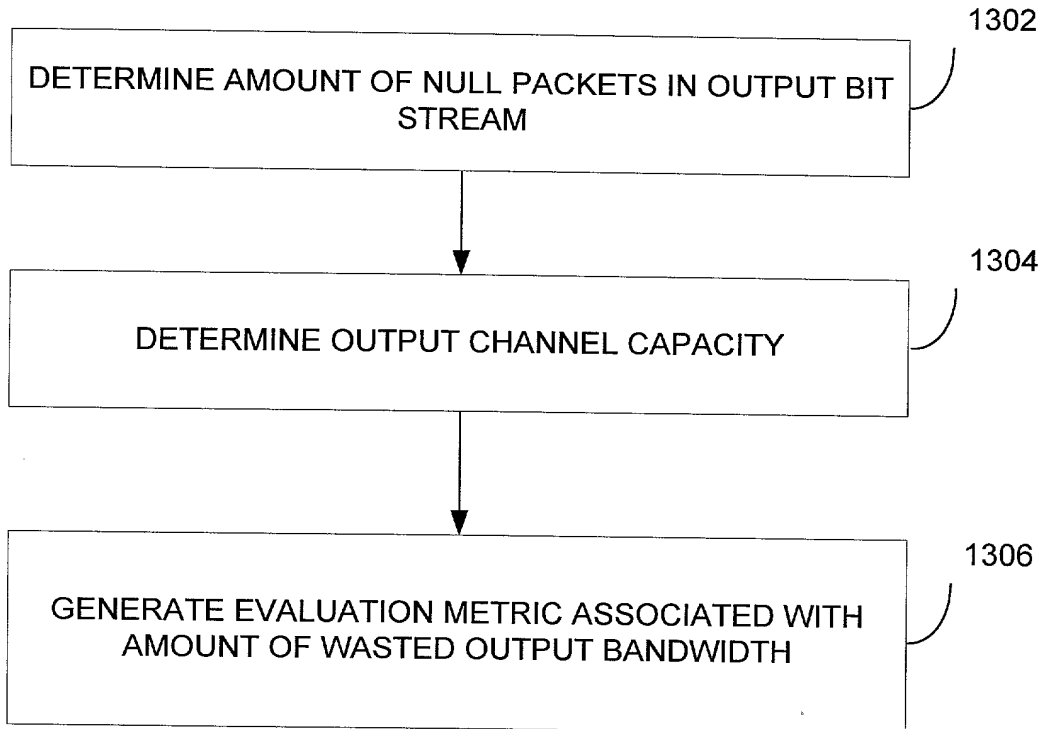 1302
DETERMINE AMOUNT OF NULL PACKETS IN OUTPUT BIT
STREAM
1304
DETERMINE OUTPUT CHANNEL CAPACITY
1306
GENERATE EVALUATION METRIC ASSOCIATED WITH
AMOUNT OF WASTED OUTPUT BANDWIDTH